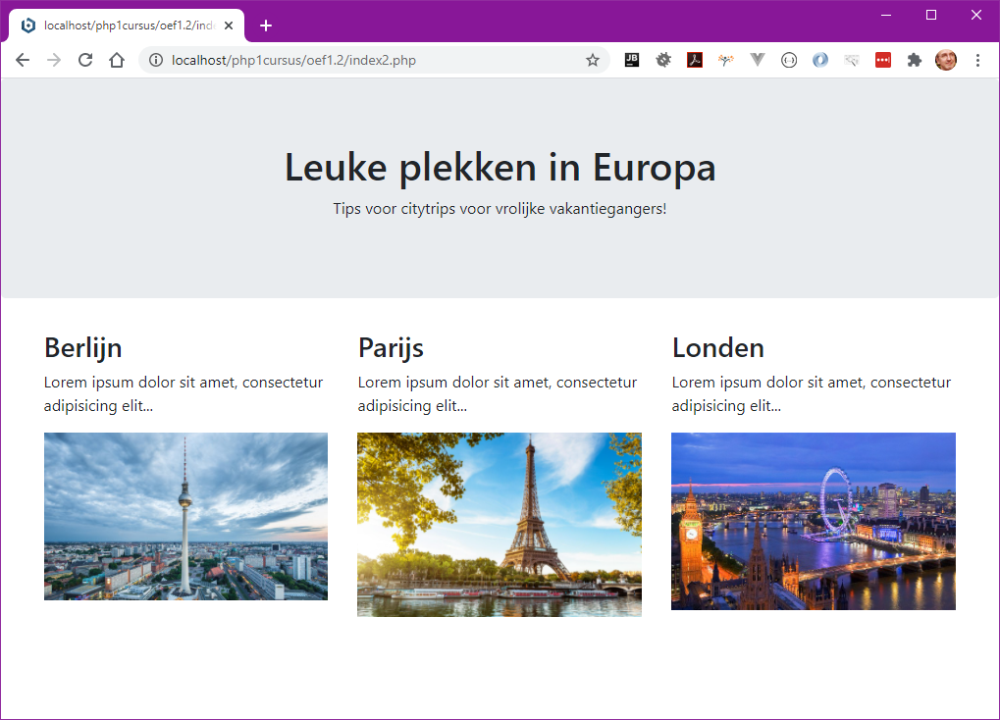 localhost/php1cursus/oef1.2/inde
localhost/php1cursus/oef1.2/index2.php
JB
Leuke plekken in Europa
Tips voor citytrips voor vrolijke vakantiegangers!
Berlijn
Lorem ipsum dolor sit amet, consectetur
adipisicing elit...
Parijs
Lorem ipsum dolor sit amet, consectetur
adipisicing elit...
Londen
Lorem ipsum dolor sit amet, consectetur
adipisicing elit...